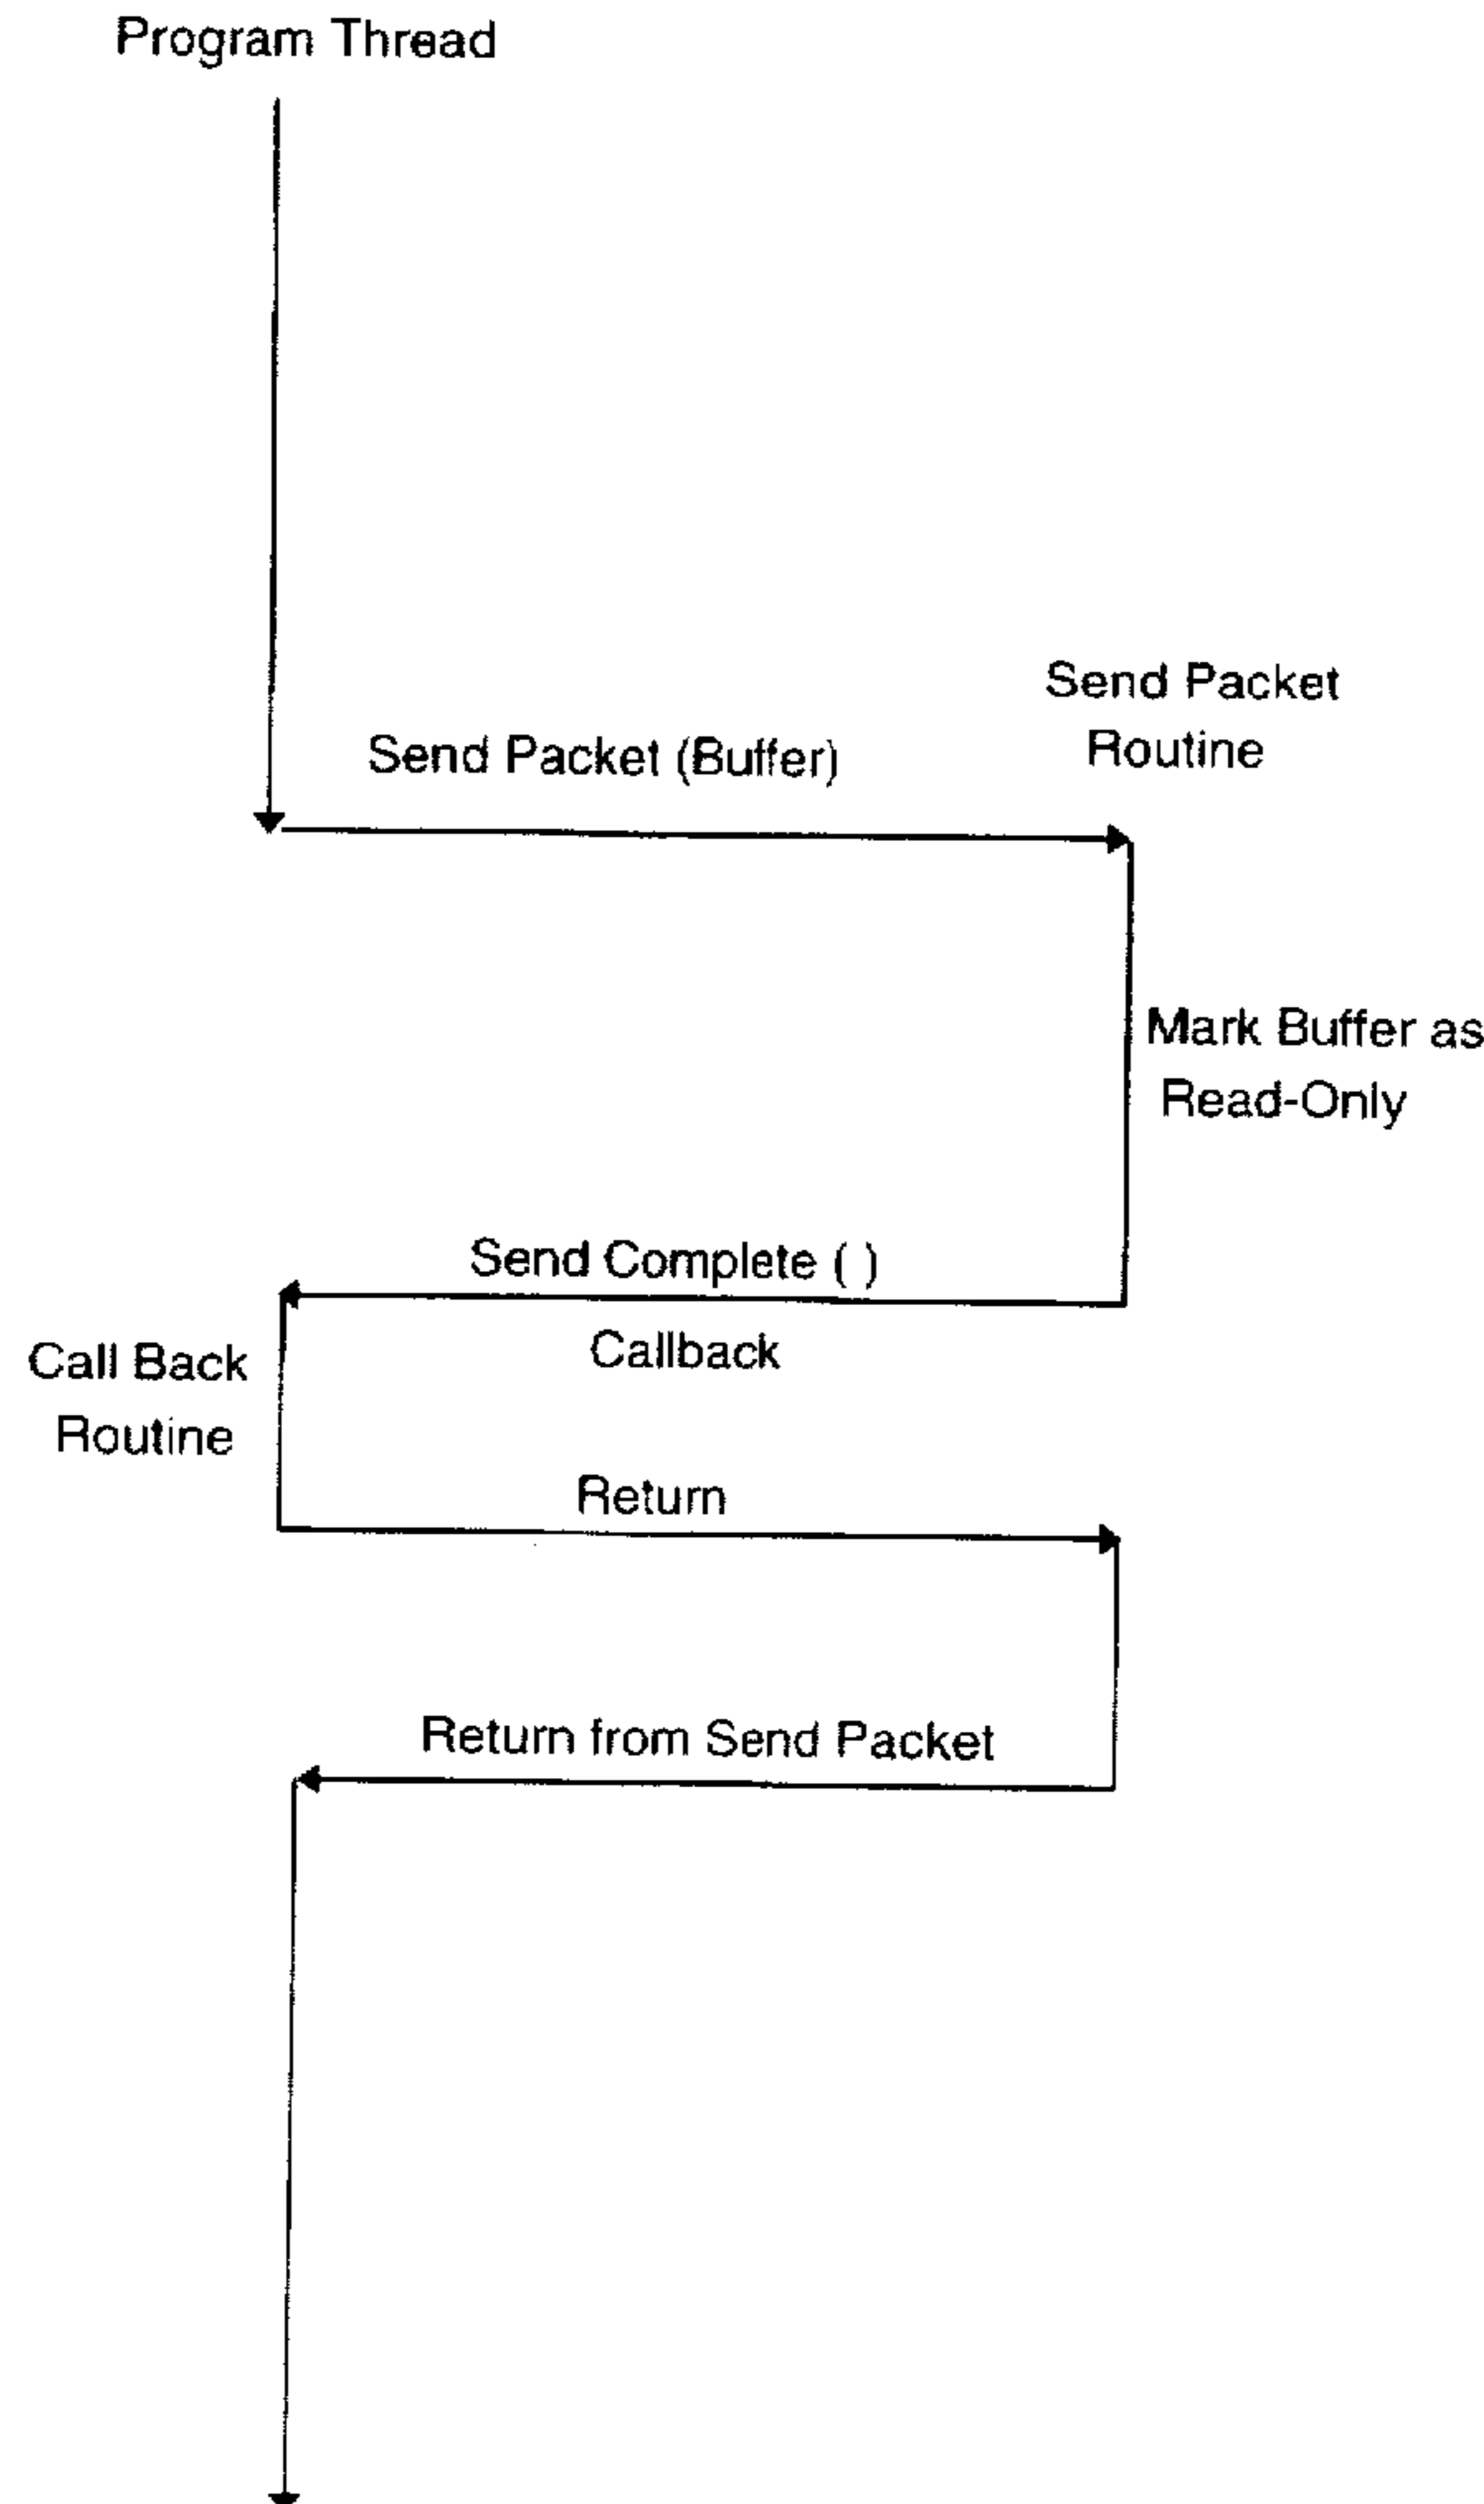 Program Thread
Send Packet
Routine
Send Packet (Buffer)
Mark Buffer as
Read-Only
Send Complete ( )
Callback
Call Back
Routine
Return
Return from Send Packet